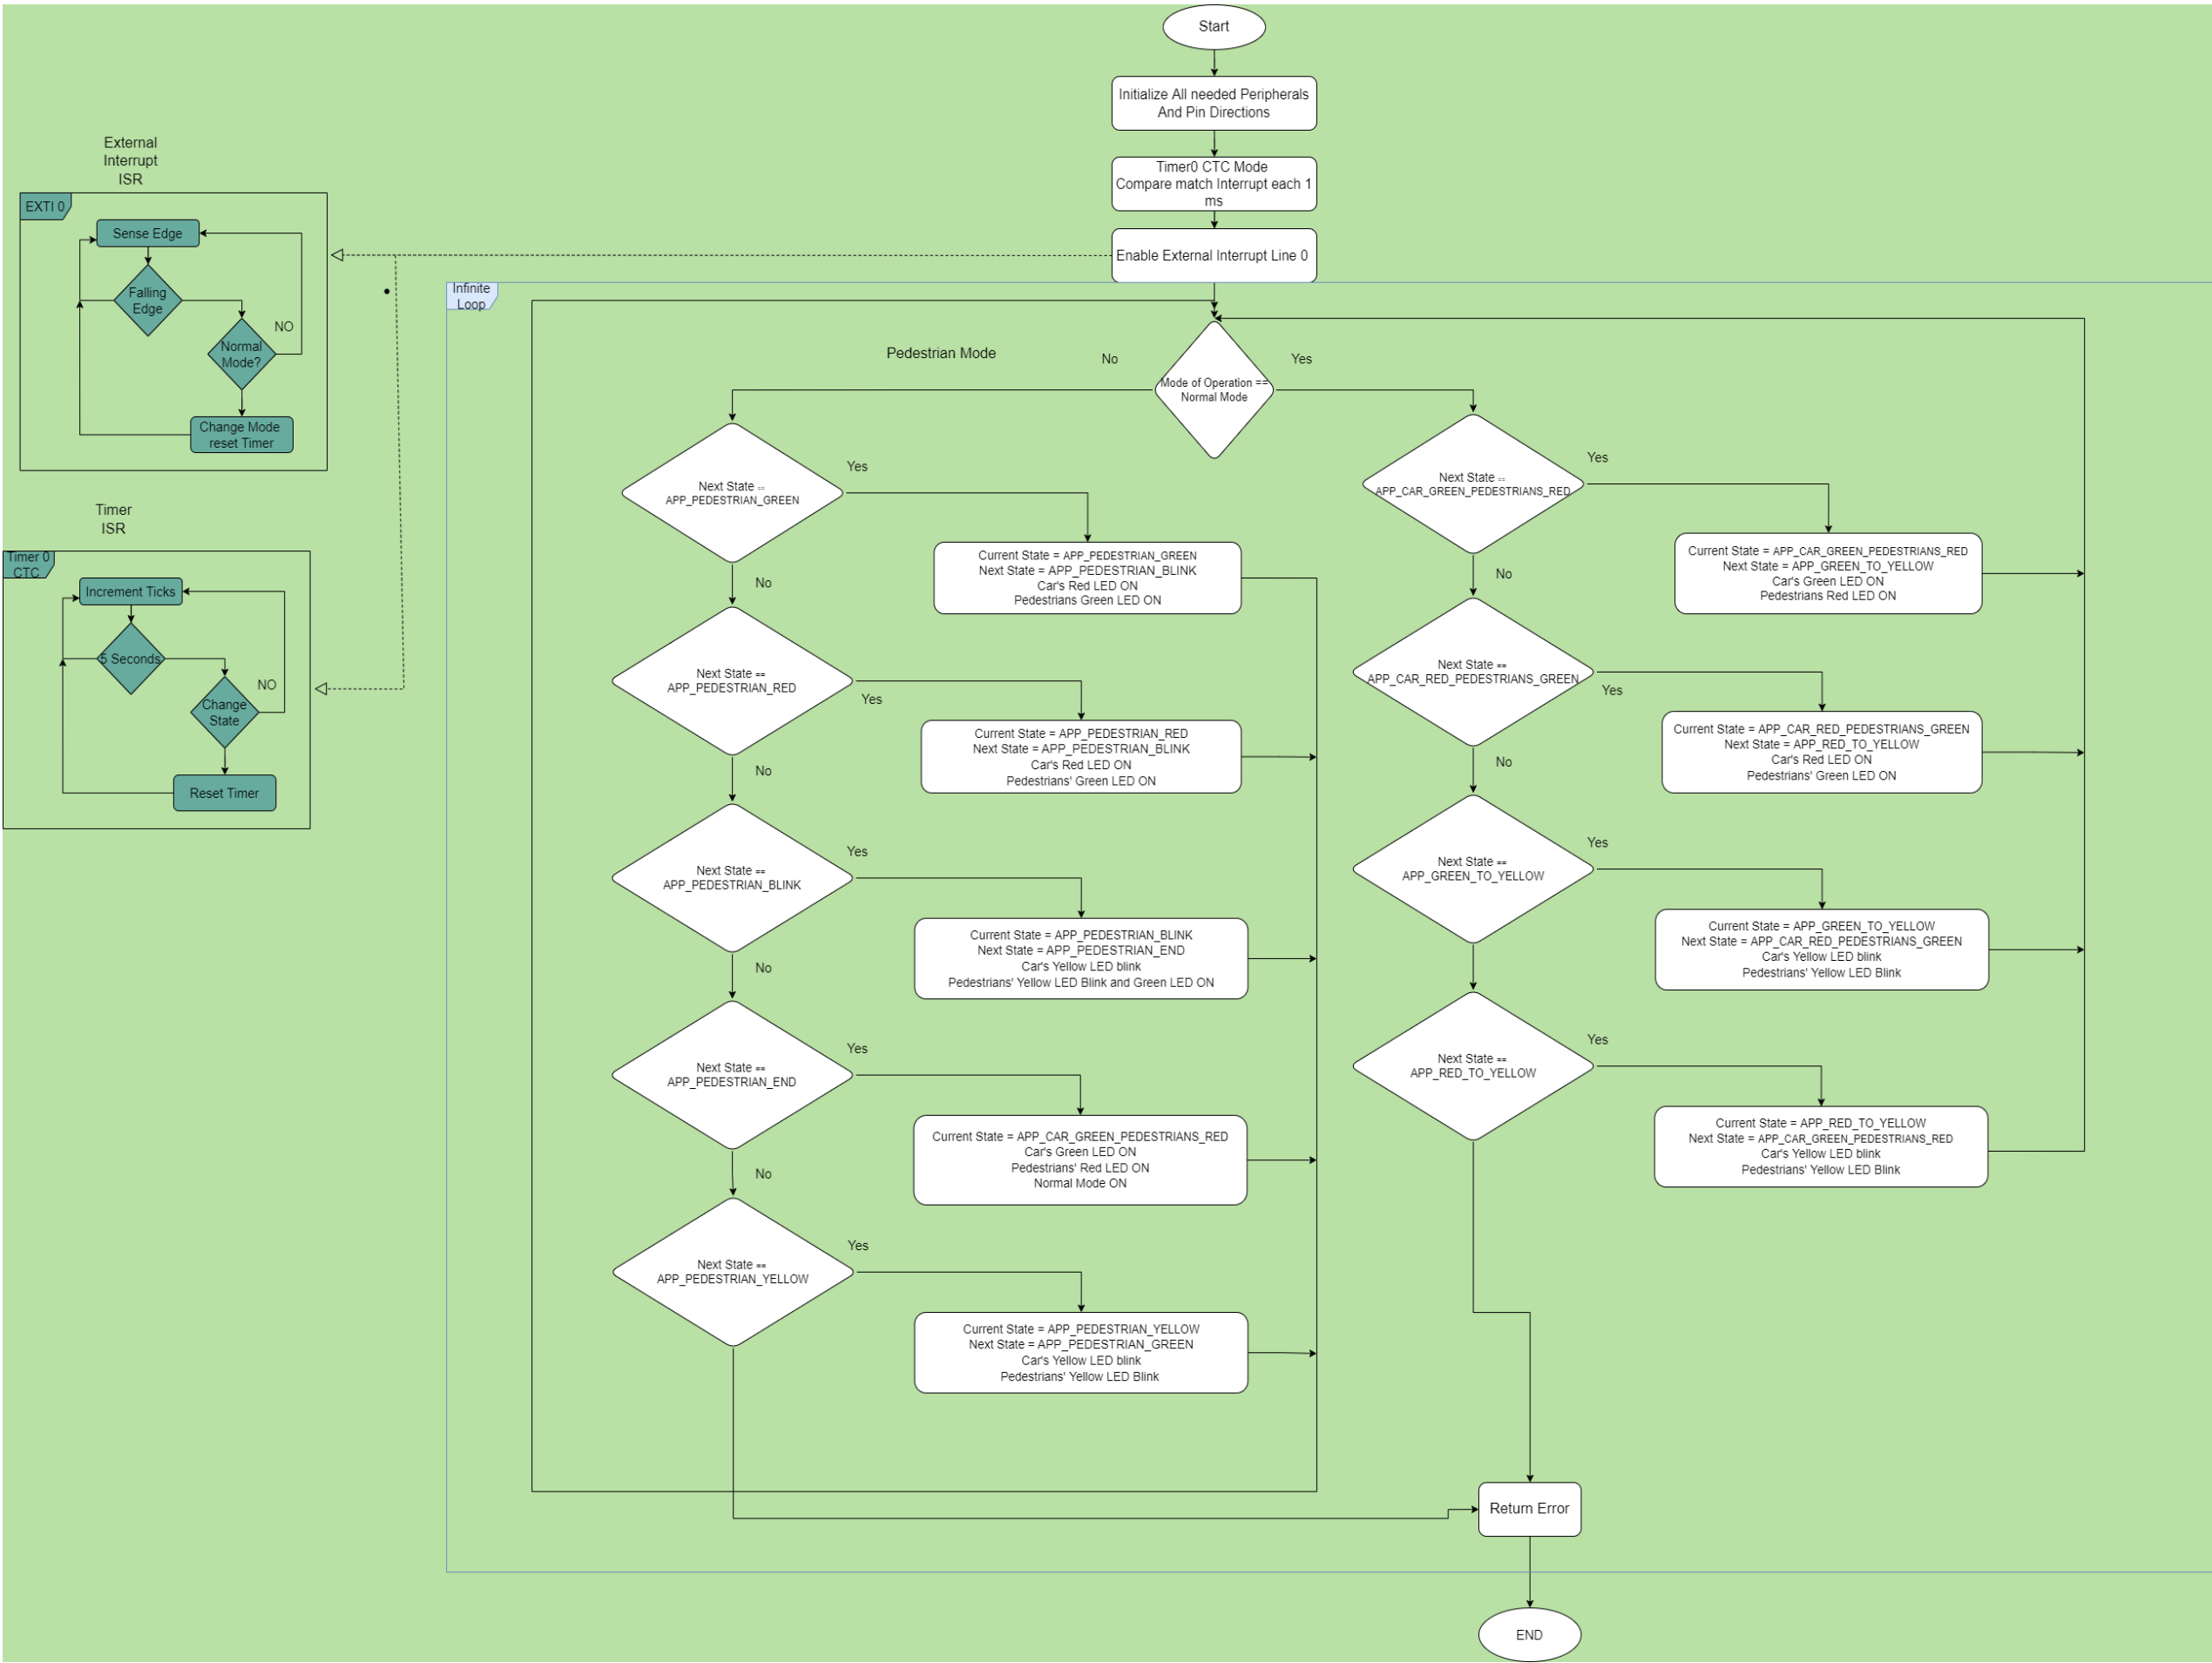 Start
Initialize All needed Peripherals
And Pin Directions
Timer0 CTC Mode
Compare match Interrupt each 1
ms
Enable External Interrupt Line 0
External
Interrupt
ISR
EXTI 0
Sense Edge
Falling
Edge
NO
Normal
Mode?
Change Mode
reset Timer
Timer
ISR
Timer 0
CTC
Increment Ticks
5 Seconds
NO
Change
State
Reset Timer
Infinite
Loop
Pedestrian Mode
No
Yes
Mode of Operation ==
Normal Mode
Next State ==
APP_PEDESTRIAN_GREEN
Yes
Current State = APP_PEDESTRIAN_GREEN
Next State = APP_PEDESTRIAN_BLINK
Car's Red LED ON
Pedestrians Green LED ON
No
Next State ==
APP_PEDESTRIAN_RED
Yes
Current State = APP_PEDESTRIAN_RED
Next State = APP_PEDESTRIAN_BLINK
Car's Red LED ON
Pedestrians' Green LED ON
No
Next State ==
APP_PEDESTRIAN_BLINK
Yes
Current State = APP_PEDESTRIAN_BLINK
Next State = APP_PEDESTRIAN_END
Car's Yellow LED blink
Pedestrians' Yellow LED Blink and Green LED ON
No
Next State ==
APP_PEDESTRIAN_END
Yes
Current State = APP_CAR_GREEN_PEDESTRIANS_RED
Car's Green LED ON
Pedestrians' Red LED ON
Normal Mode ON
No
Next State ==
APP_PEDESTRIAN_YELLOW
Yes
Current State = APP_PEDESTRIAN_YELLOW
Next State = APP_PEDESTRIAN_GREEN
Car's Yellow LED blink
Pedestrians' Yellow LED Blink
Next State ==
APP_CAR_GREEN_PEDESTRIANS_RED
Yes
Current State = APP_CAR_GREEN_PEDESTRIANS_RED
Next State = APP_GREEN_TO_YELLOW
Car's Green LED ON
Pedestrians Red LED ON
No
Next State ==
APP_CAR_RED_PEDESTRIANS_GREEN
Yes
Current State = APP_CAR_RED_PEDESTRIANS_GREEN
Next State = APP_RED_TO_YELLOW
Car's Red LED ON
Pedestrians' Green LED ON
No
Next State ==
APP_GREEN_TO_YELLOW
Yes
Current State = APP_GREEN_TO_YELLOW
Next State = APP_CAR_RED_PEDESTRIANS_GREEN
Car's Yellow LED blink
Pedestrians' Yellow LED Blink
Next State ==
APP_RED_TO_YELLOW
Yes
Current State = APP_RED_TO_YELLOW
Next State = APP_CAR_GREEN_PEDESTRIANS_RED
Car's Yellow LED blink
Pedestrians' Yellow LED Blink
Return Error
END